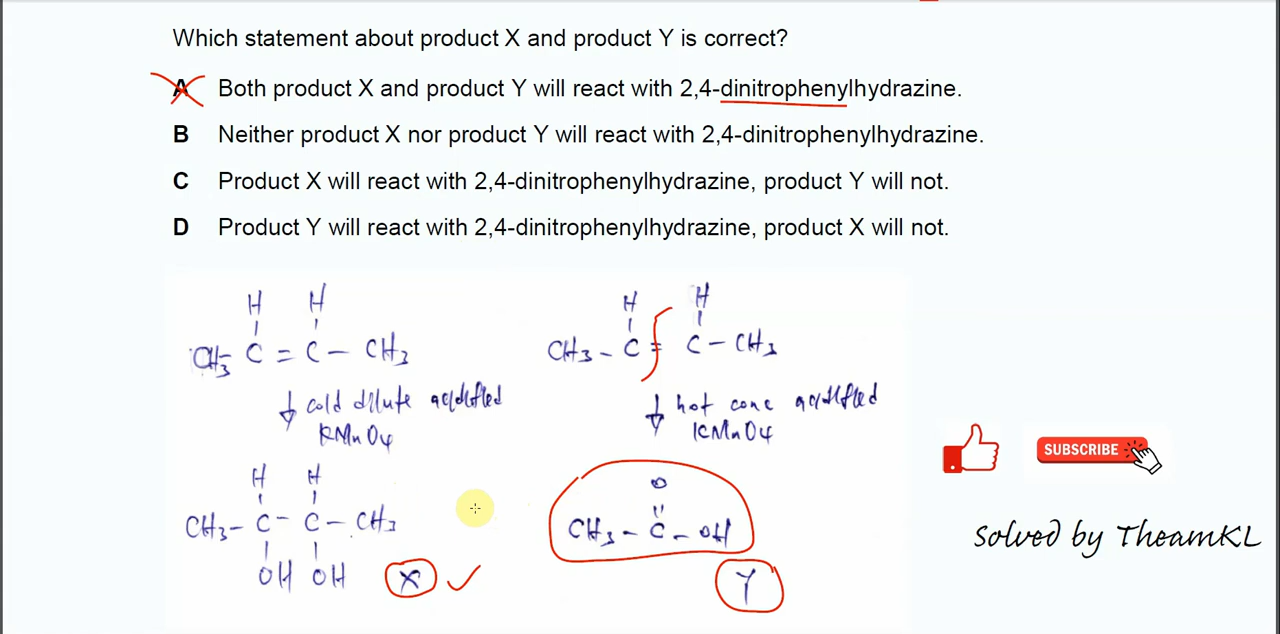 Which statement about product X and product Y is correct?
A Both product X and product Y will react with 2,4-dinitrophenylhydrazine.
B Neither product X nor product Y will react with 2,4-dinitrophenylhydrazine.
C Product X will react with 2,4-dinitrophenylhydrazine, product Y will not.
D Product Y will react with 2,4-dinitrophenylhydrazine, product X will not.
H H
CH3 - C = C - CH3
↓ cold dilute acidified
KMnO4
H H
CH3 - C - C - CH3
OH OH
X
H H
CH3 - C = C - CH3
↓ hot conc acidified
KMnO4
O
CH3 - C - OH
Y
SUBSCRIBE
Solved by TheamKL